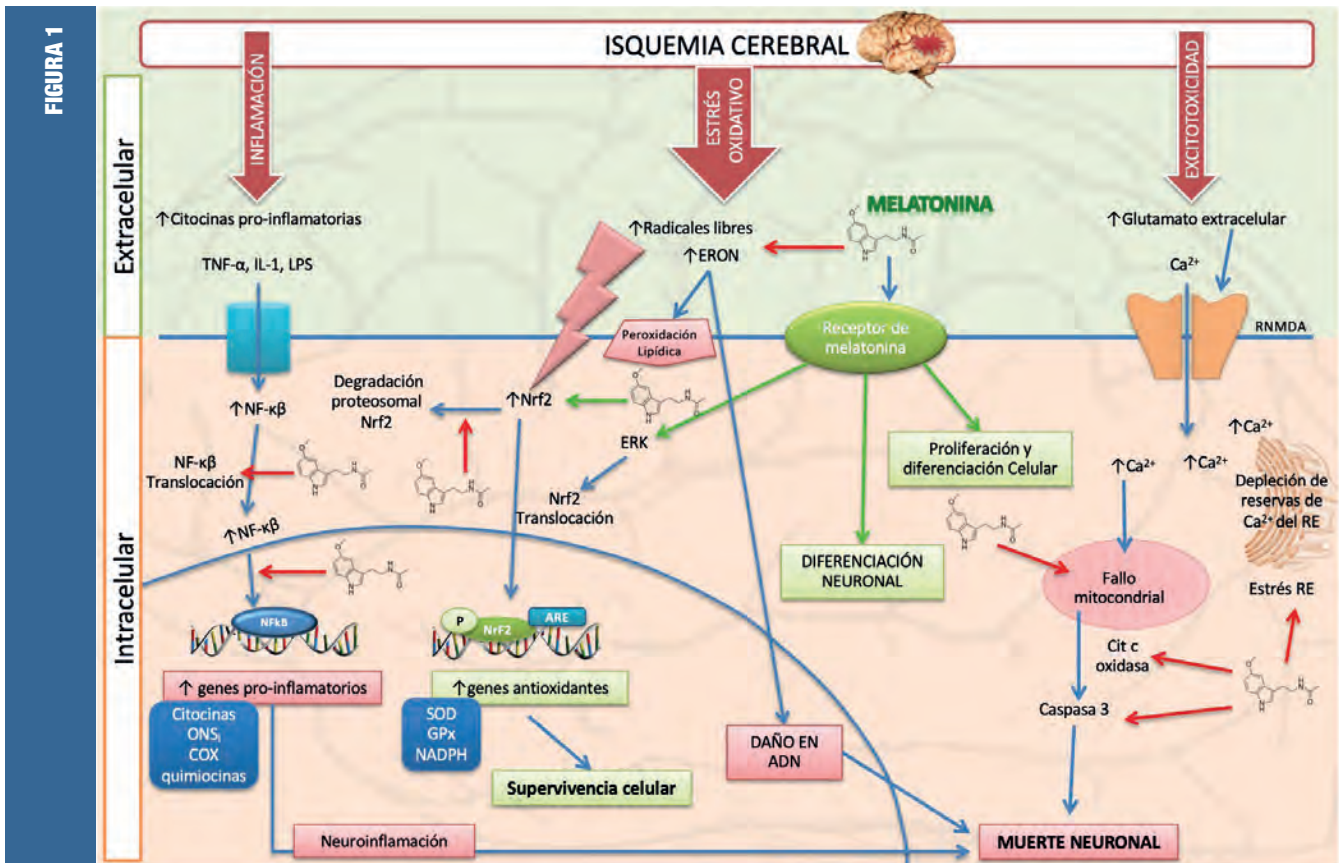 FIGURA 1
ISQUEMIA CEREBRAL
Extracelular
Intracelular
INFLAMACIÓN
↑Citocinas pro-inflamatorias
TNF-α, IL-1, LPS
↑NF-κβ
NF-κβ
Translocación
↑NF-κβ
NFkB
↑ genes pro-inflamatorios
Citocinas
ONSi
COX
quimiocinas
Neuroinflamación
ESTRÉS
OXIDATIVO
↑Radicales libres
↑ERON
Peroxidación
Lipídica
Degradación
proteosomal
Nrf2
↑Nrf2
ERK
Nrf2
Translocación
P
NrF2
ARE
↑genes antioxidantes
SOD
GPx
NADPH
Supervivencia celular
DAÑO EN
ADN
MELATONINA
Receptor de
melatonina
Proliferación y
diferenciación Celular
DIFERENCIACIÓN
NEURONAL
EXCITOTOXICIDAD
↑Glutamato extracelular
Ca²⁺
RNMDA
↑Ca²⁺
↑Ca²⁺
↑Ca²⁺
Depleción de
reservas de
Ca²⁺ del RE
Fallo
mitocondrial
Estrés RE
Cit c
oxidasa
Caspasa 3
MUERTE NEURONAL